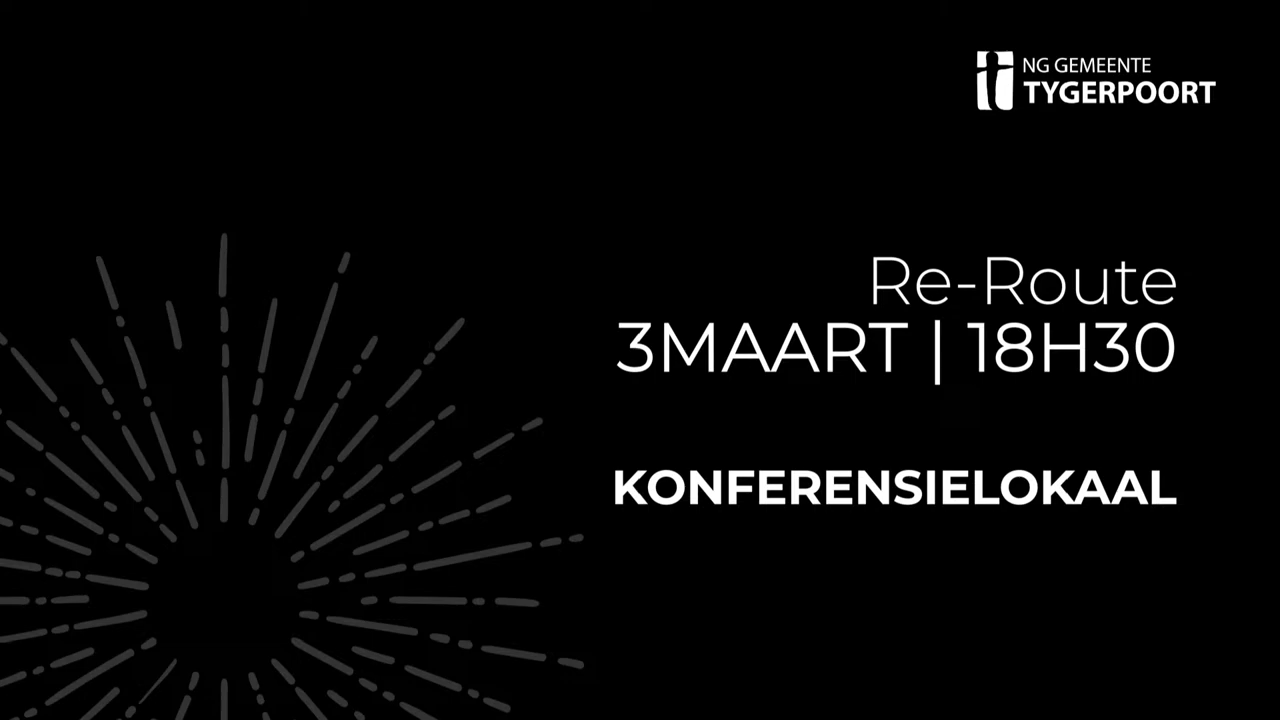 NG GEMEENTE
TYGERPOORT
Re-Route
3MAART | 18H30
KONFERENSIELOKAAL